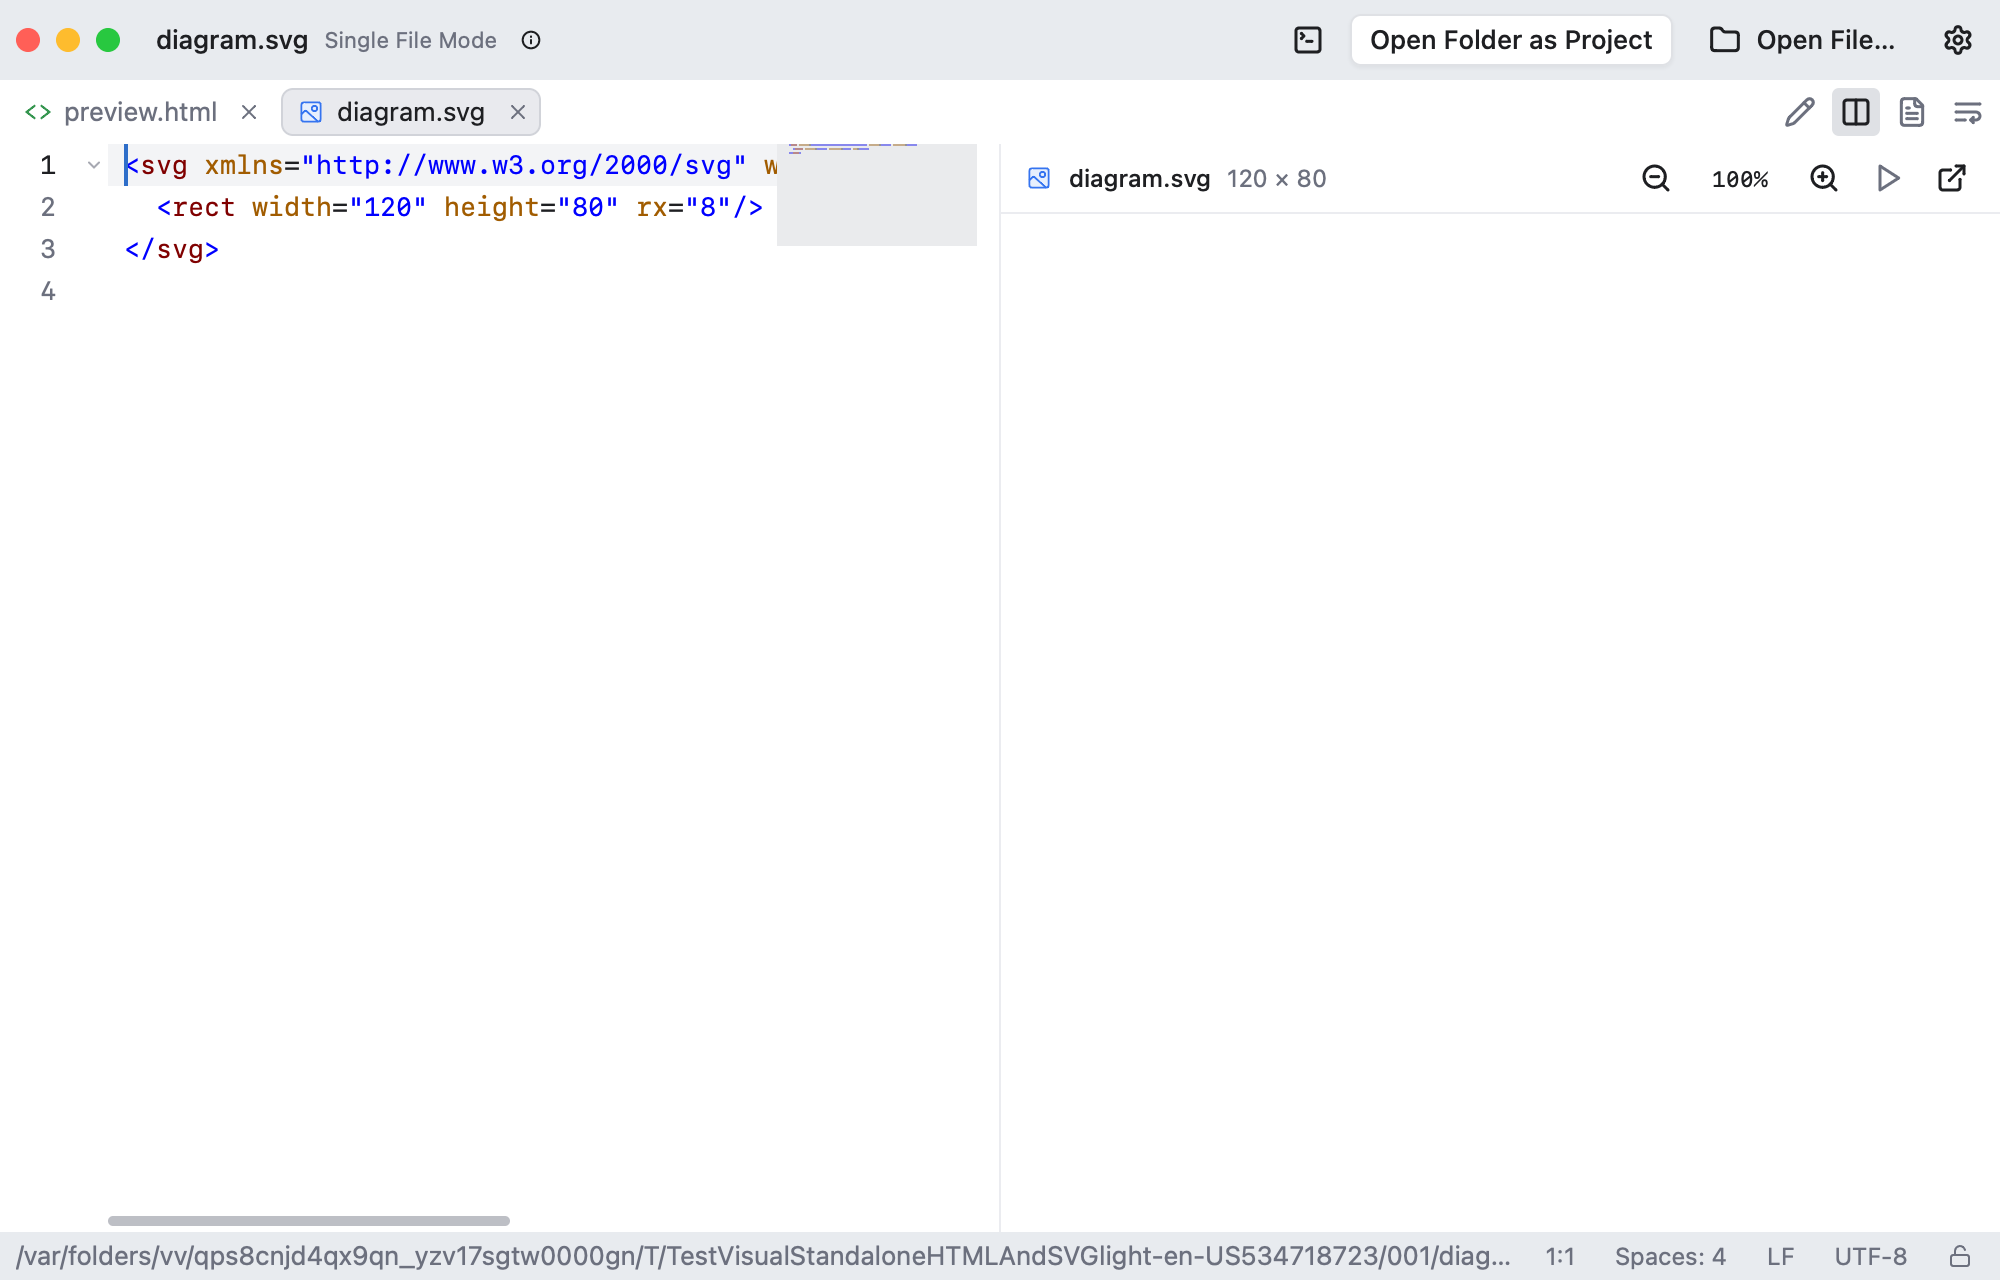 diagram.svg Single File Mode Open Folder as Project Open File...
preview.html diagram.svg
1 <svg xmlns="http://www.w3.org/2000/svg" w
2 <rect width="120" height="80" rx="8"/>
3 </svg>
4
diagram.svg 120 × 80 100%
/var/folders/vv/qps8cnjd4qx9qn_yzv17sgtw0000gn/T/TestVisualStandaloneHTMLAndSVGlight-en-US534718723/001/diag... 1:1 Spaces: 4 LF UTF-8